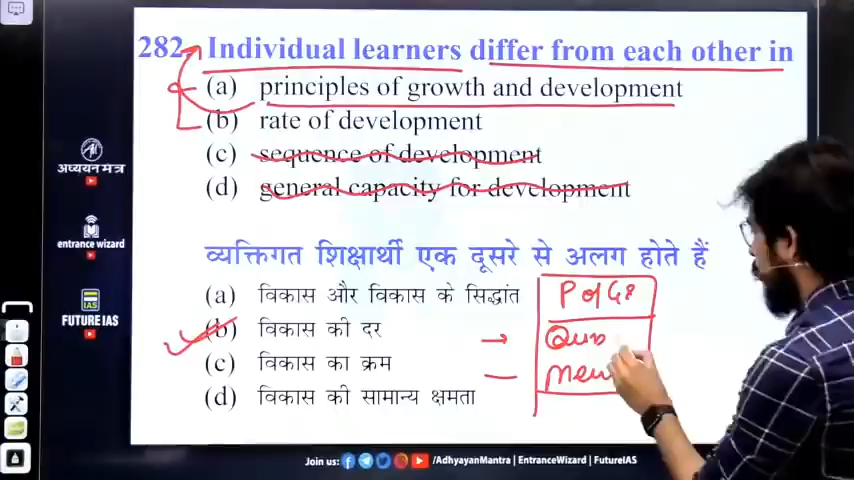 282. Individual learners differ from each other in
(a) principles of growth and development
(b) rate of development
(c) sequence of development
(d) general capacity for development
व्यक्तिगत शिक्षार्थी एक दूसरे से अलग होते हैं
(a) विकास और विकास के सिद्धांत
(b) विकास की दर
(c) विकास का क्रम
(d) विकास की सामान्य क्षमता
अध्ययन मंत्र
entrance wizard
IAS
FUTURE IAS
Join us: /AdhyayanMantra | EntranceWizard | FutureIAS